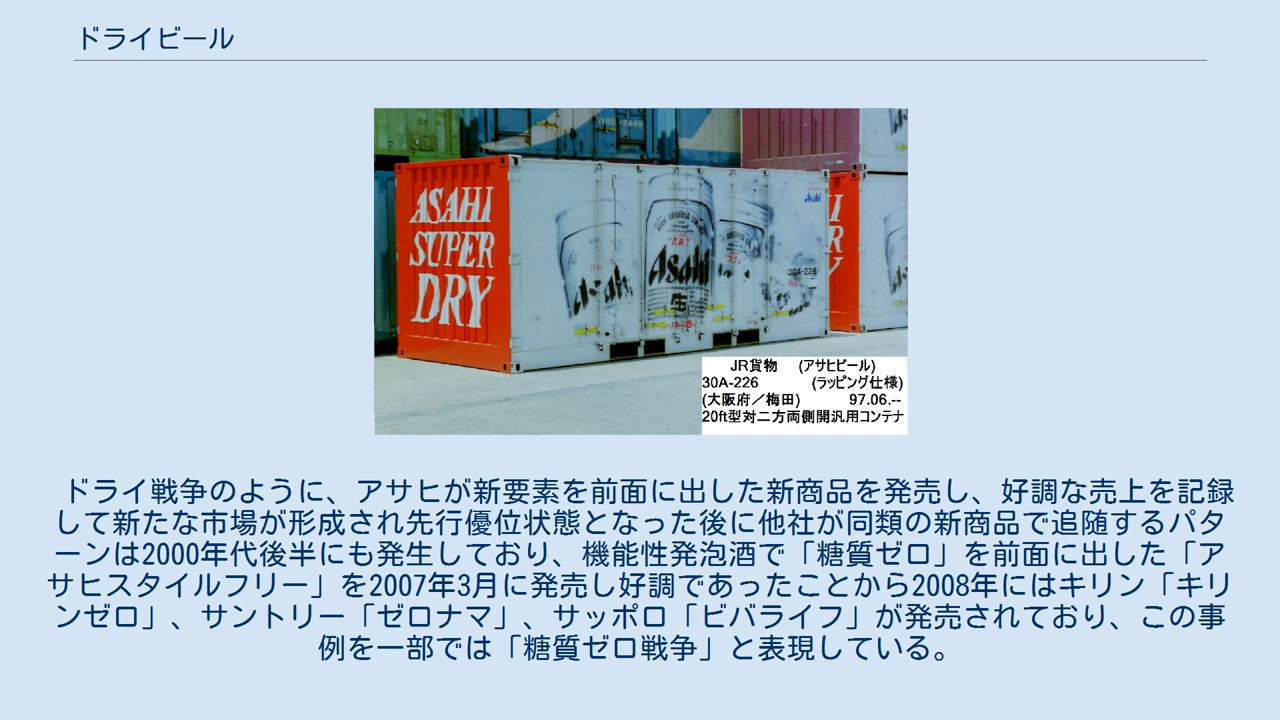 ドライビール
VIBB 2449
ASAHI
SUPER
DRY
Asahi
Asahi
Asahi
30A-226
JR貨物 (アサヒビール)
30A-226 (ラッピング仕様)
(大阪府／梅田) 97.06.--
20ft型対二方両側開汎用コンテナ
ドライ戦争のように、アサヒが新要素を前面に出した新商品を発売し、好調な売上を記録
して新たな市場が形成され先行優位状態となった後に他社が同類の新商品で追随するパタ
ーンは2000年代後半にも発生しており、機能性発泡酒で「糖質ゼロ」を前面に出した「ア
サヒスタイルフリー」を2007年3月に発売し好調であったことから2008年にはキリン「キリ
ンゼロ」、サントリー「ゼロナマ」、サッポロ「ビバライフ」が発売されており、この事
例を一部では「糖質ゼロ戦争」と表現している。